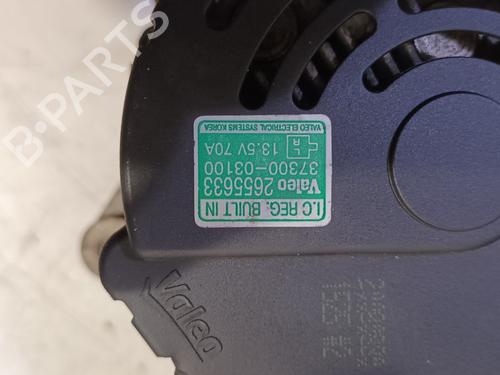 B-PARTS
I.C REG. BUILT IN
Valeo 2655633
37300-03100
L R 13.5V 70A
VALEO ELECTRICAL SYSTEMS KOREA
Valeo